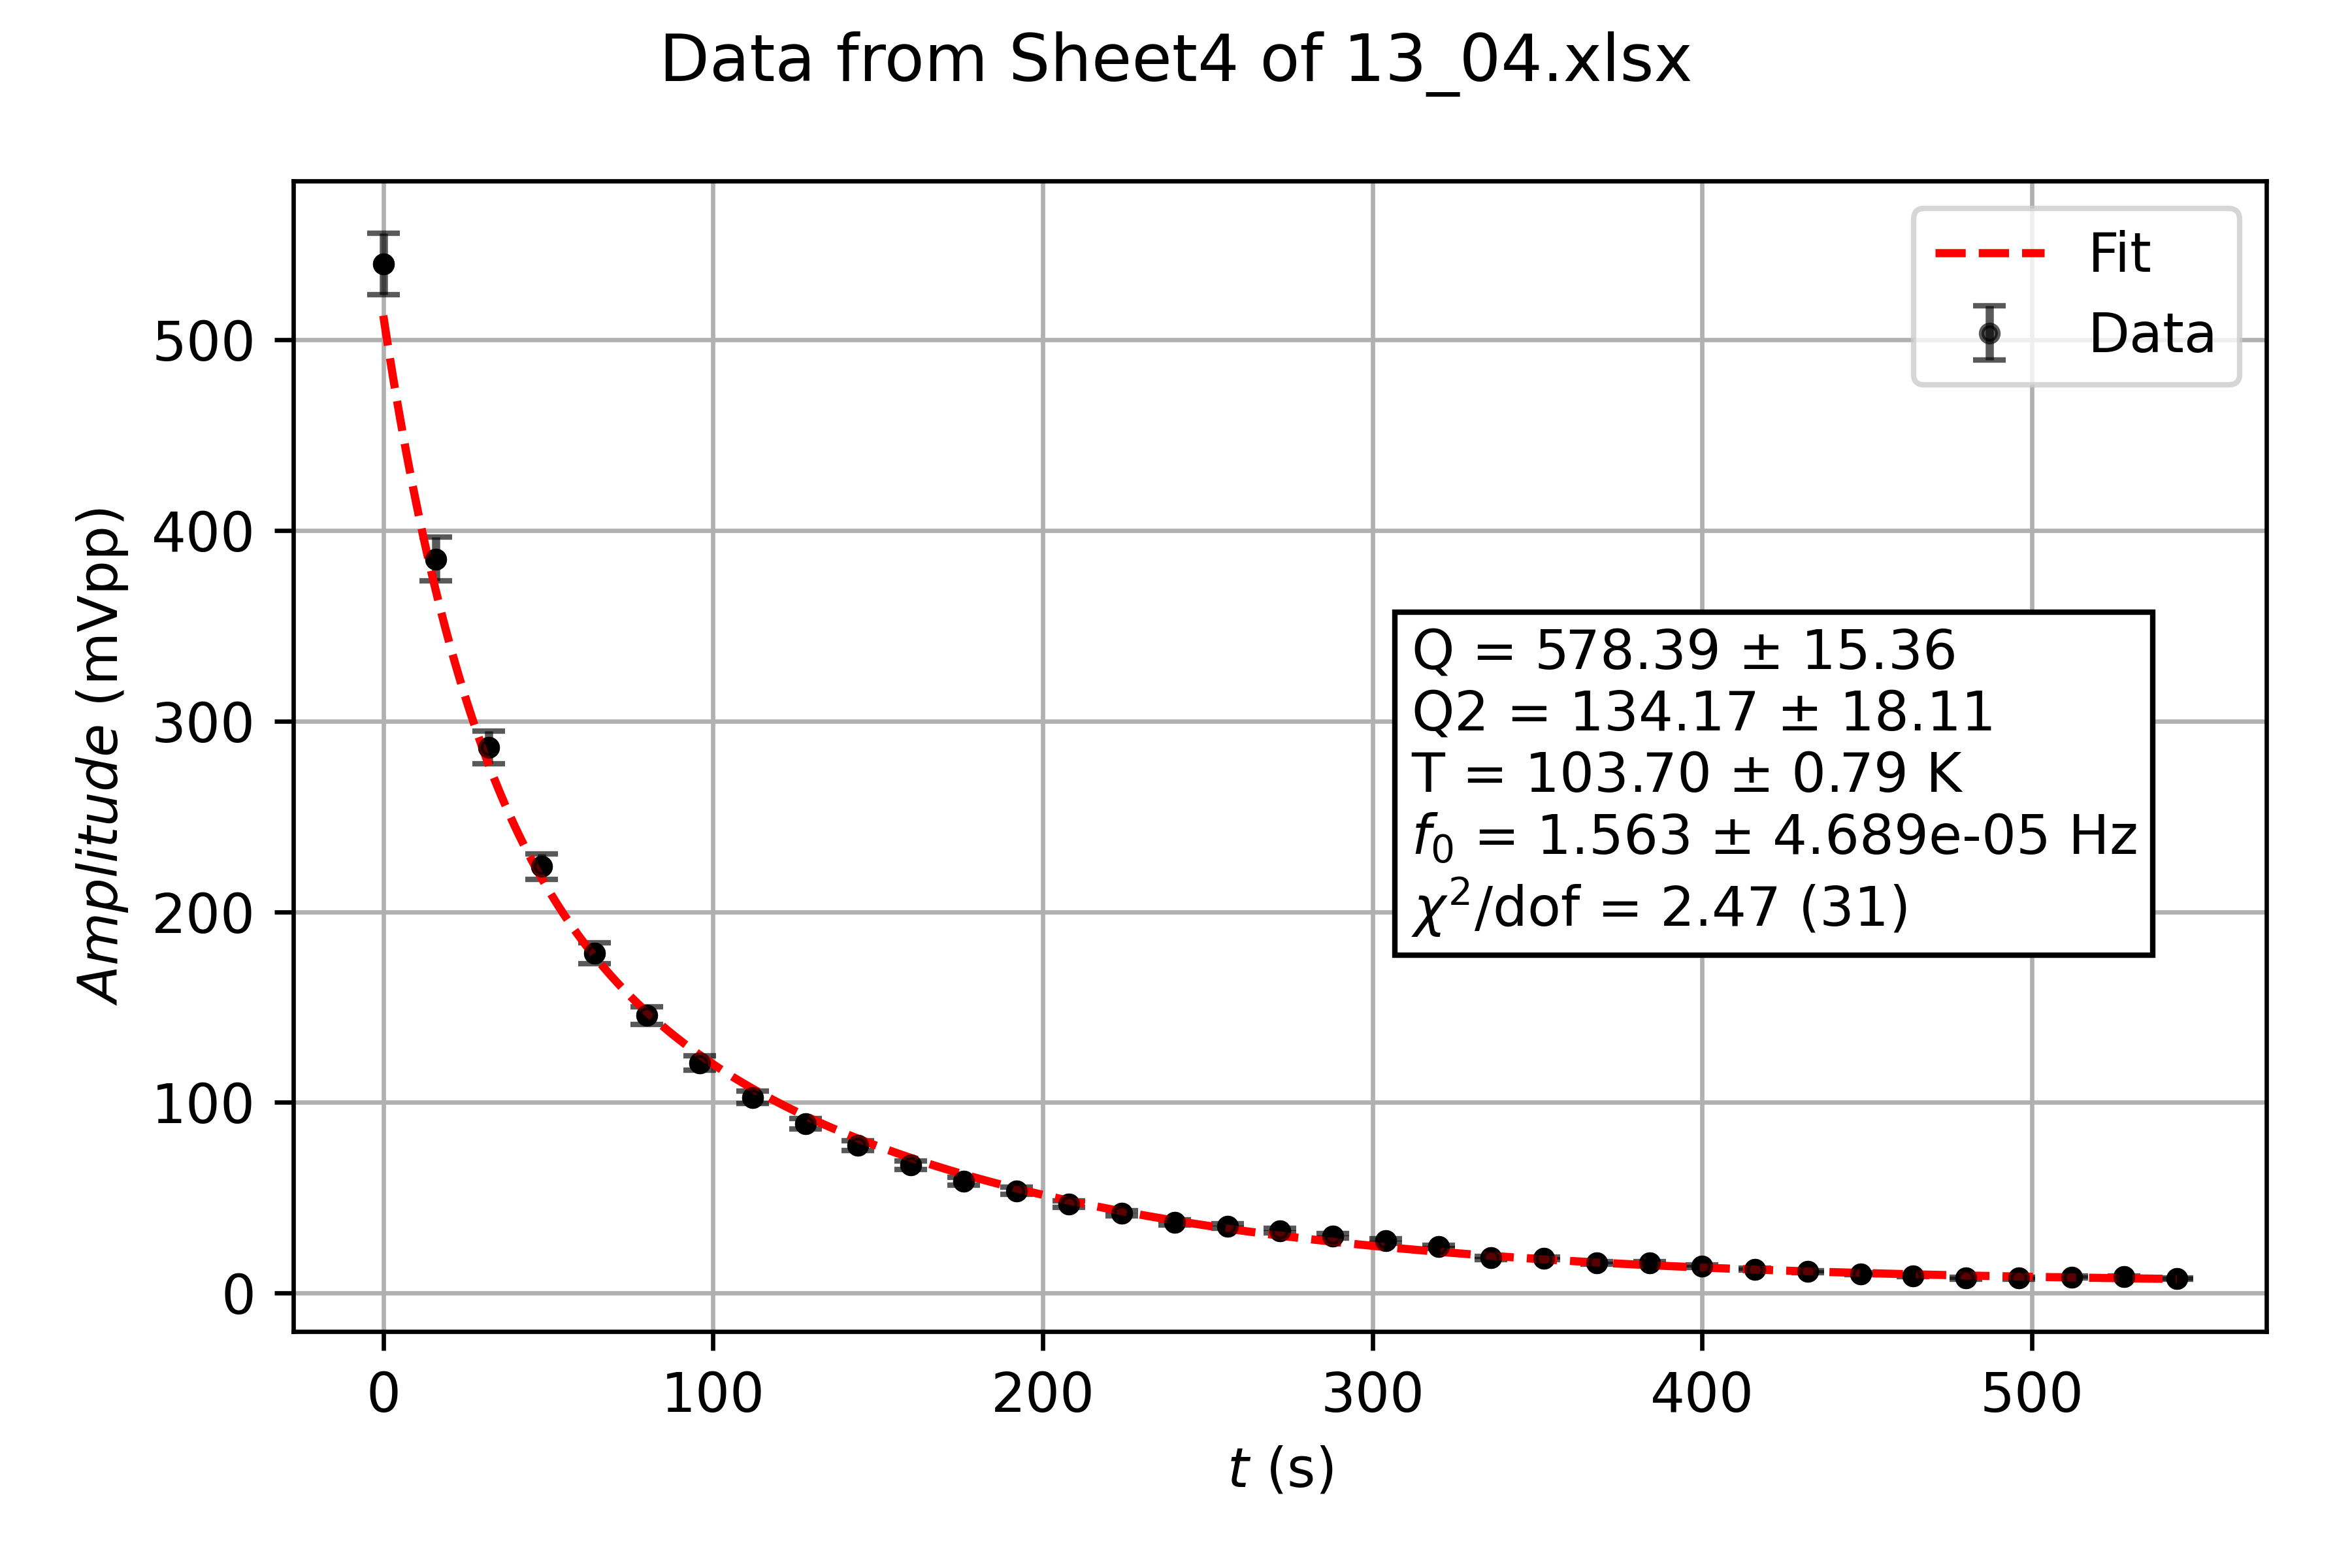 Data from Sheet4 of 13_04.xlsx
Fit
Data
500
400
300
200
100
0
Amplitude (mVpp)
Q = 578.39 ± 15.36
Q2 = 134.17 ± 18.11
T = 103.70 ± 0.79 K
f₀ = 1.563 ± 4.689e-05 Hz
χ²/dof = 2.47 (31)
0 100 200 300 400 500
t (s)